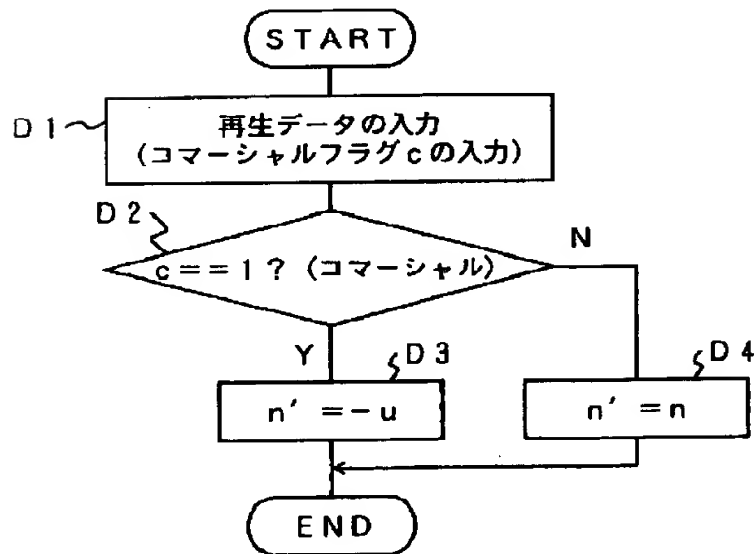 START
D1
再生データの入力
(コマーシャルフラグcの入力)
D2
c==1?(コマーシャル)
N
Y
D3
D4
n'=-u
n'=n
END